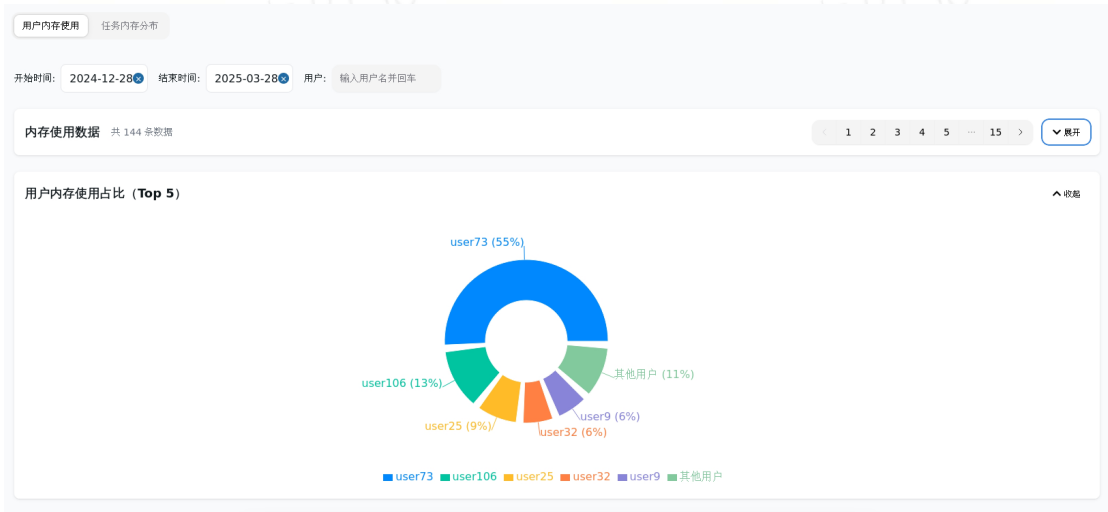 用户内存使用 任务内存分布
开始时间: 2024-12-28 结束时间: 2025-03-28 用户: 输入用户名并回车
内存使用数据 共 144 条数据 1 2 3 4 5 ··· 15 展开
用户内存使用占比（Top 5） 收起
user73 (55%)
其他用户 (11%)
user106 (13%)
user9 (6%)
user25 (9%)
user32 (6%)
user73 user106 user25 user32 user9 其他用户